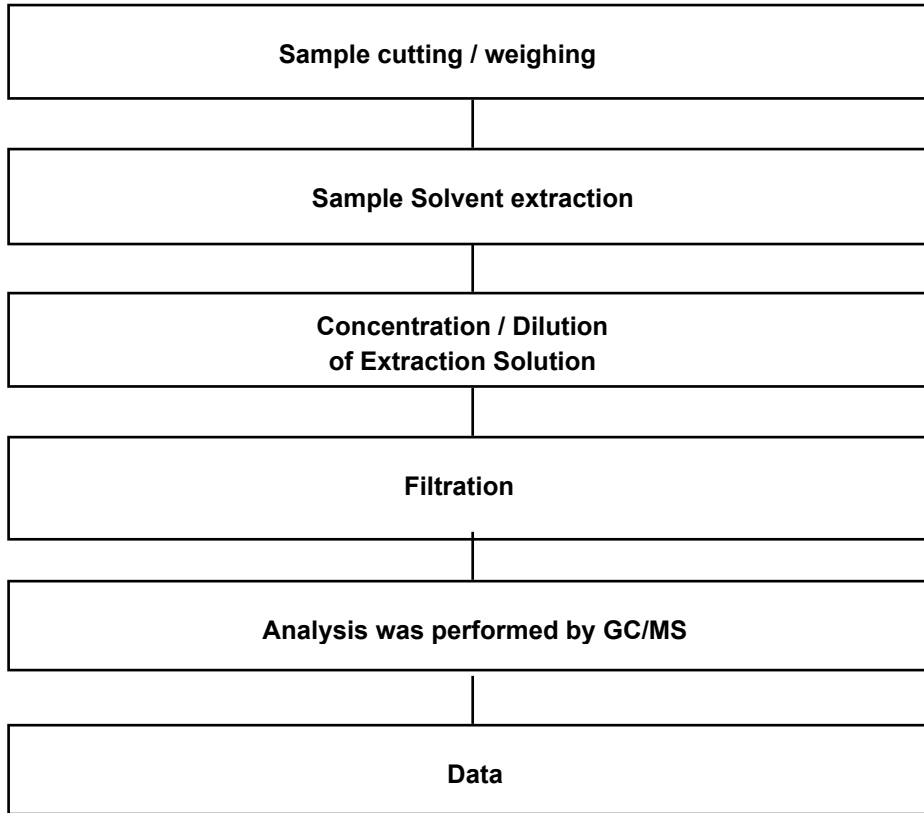 Sample cutting / weighing
Sample Solvent extraction
Concentration / Dilution
of Extraction Solution
Filtration
Analysis was performed by GC/MS
Data